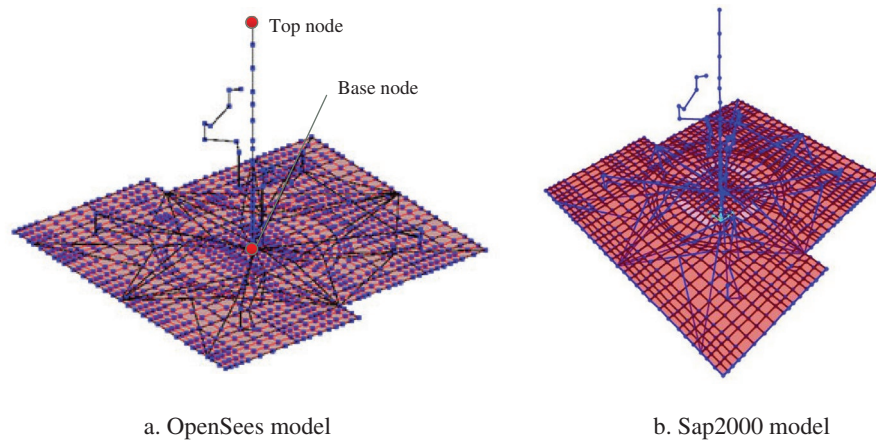 Top node
Base node
a. OpenSees model
b. Sap2000 model